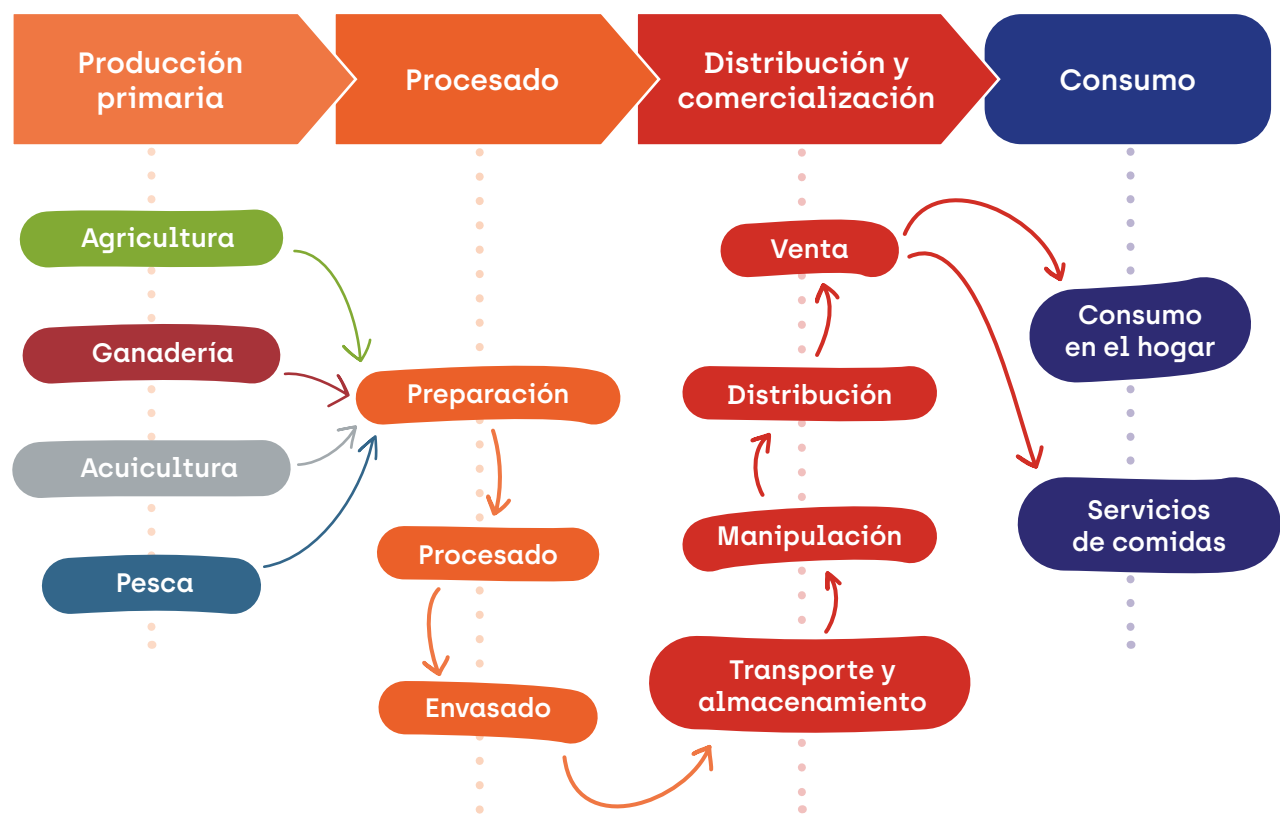 Producción
primaria
Procesado
Distribución y
comercialización
Consumo
Agricultura
Ganadería
Acuicultura
Pesca
Preparación
Procesado
Envasado
Venta
Distribución
Manipulación
Transporte y
almacenamiento
Consumo
en el hogar
Servicios
de comidas